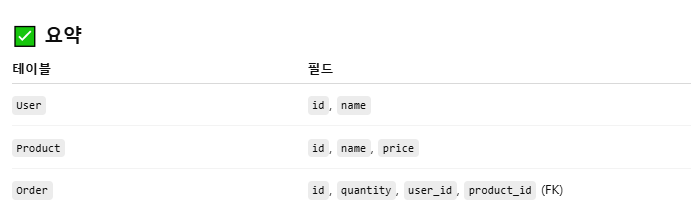 ✅ 요약
테이블 필드
User id, name
Product id, name, price
Order id, quantity, user_id, product_id (FK)